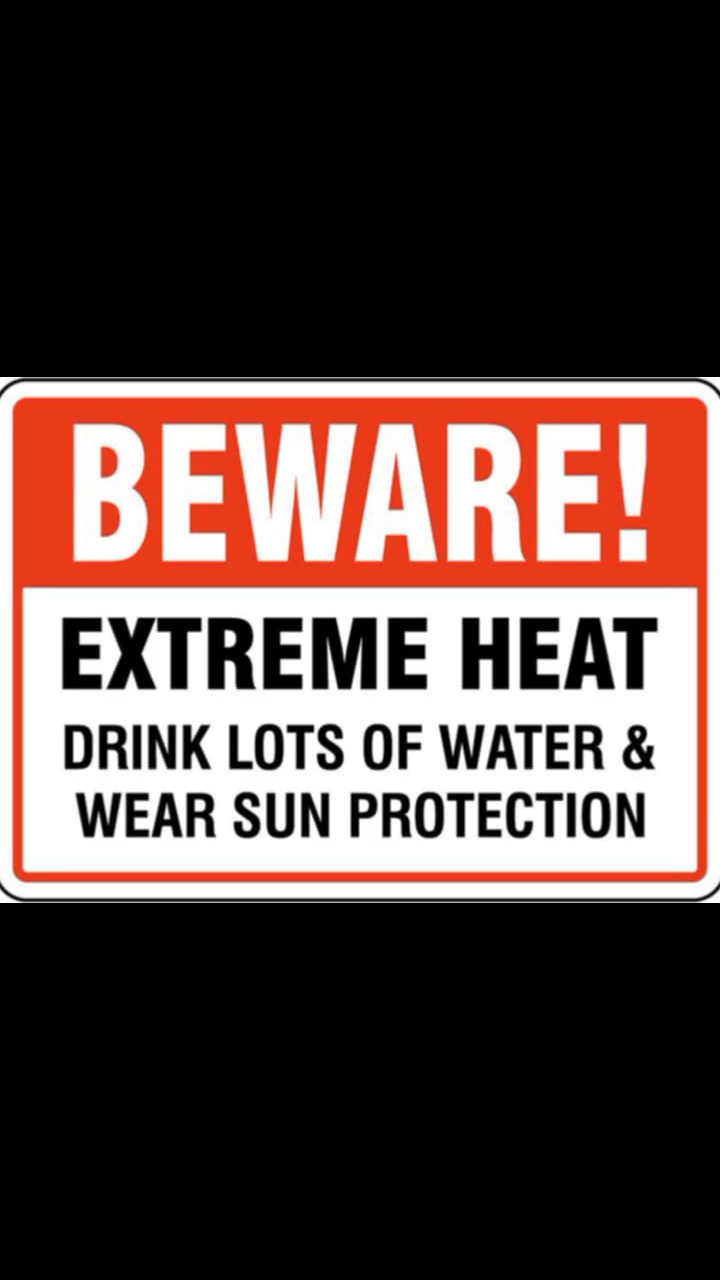 BEWARE!
EXTREME HEAT
DRINK LOTS OF WATER &
WEAR SUN PROTECTION